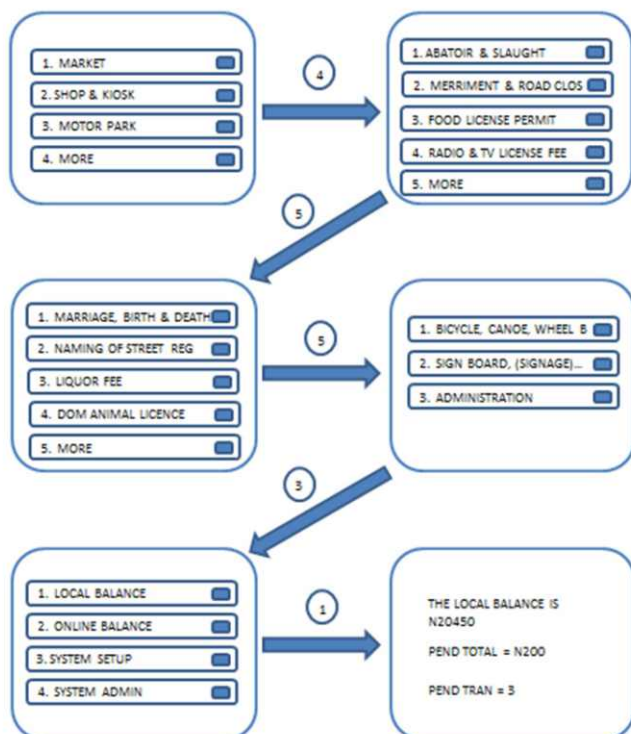 1. MARKET
2. SHOP & KIOSK
3. MOTOR PARK
4. MORE
4
1. ABATOIR & SLAUGHT
2. MERRIMENT & ROAD CLOS
3. FOOD LICENSE PERMIT
4. RADIO & TV LICENSE FEE
5. MORE
5
1. MARRIAGE, BIRTH & DEATH
2. NAMING OF STREET REG
3. LIQUOR FEE
4. DOM ANIMAL LICENCE
5. MORE
5
1. BICYCLE, CANOE, WHEEL B
2. SIGN BOARD, (SIGNAGE)...
3. ADMINISTRATION
3
1. LOCAL BALANCE
2. ONLINE BALANCE
3. SYSTEM SETUP
4. SYSTEM ADMIN
1
THE LOCAL BALANCE IS
N20450
PEND TOTAL = N200
PEND TRAN = 3